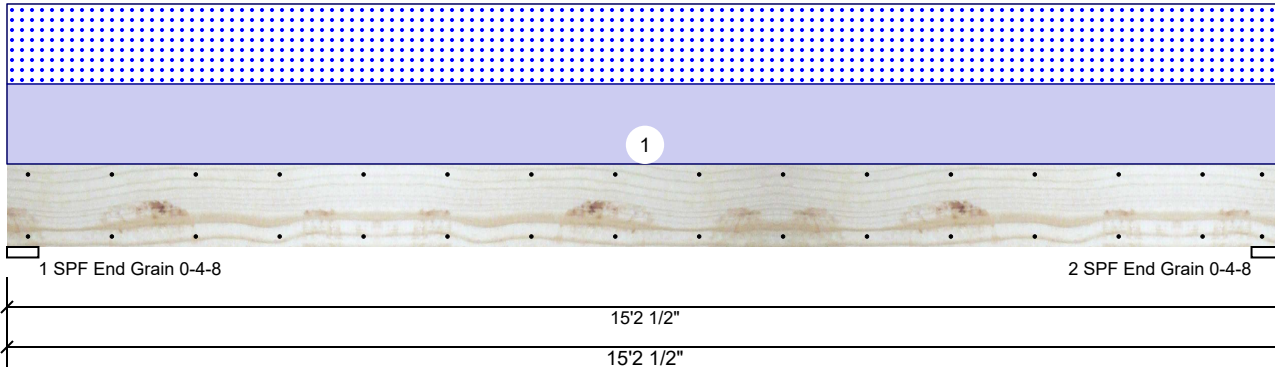 1
1 SPF End Grain 0-4-8
2 SPF End Grain 0-4-8
15'2 1/2"
15'2 1/2"